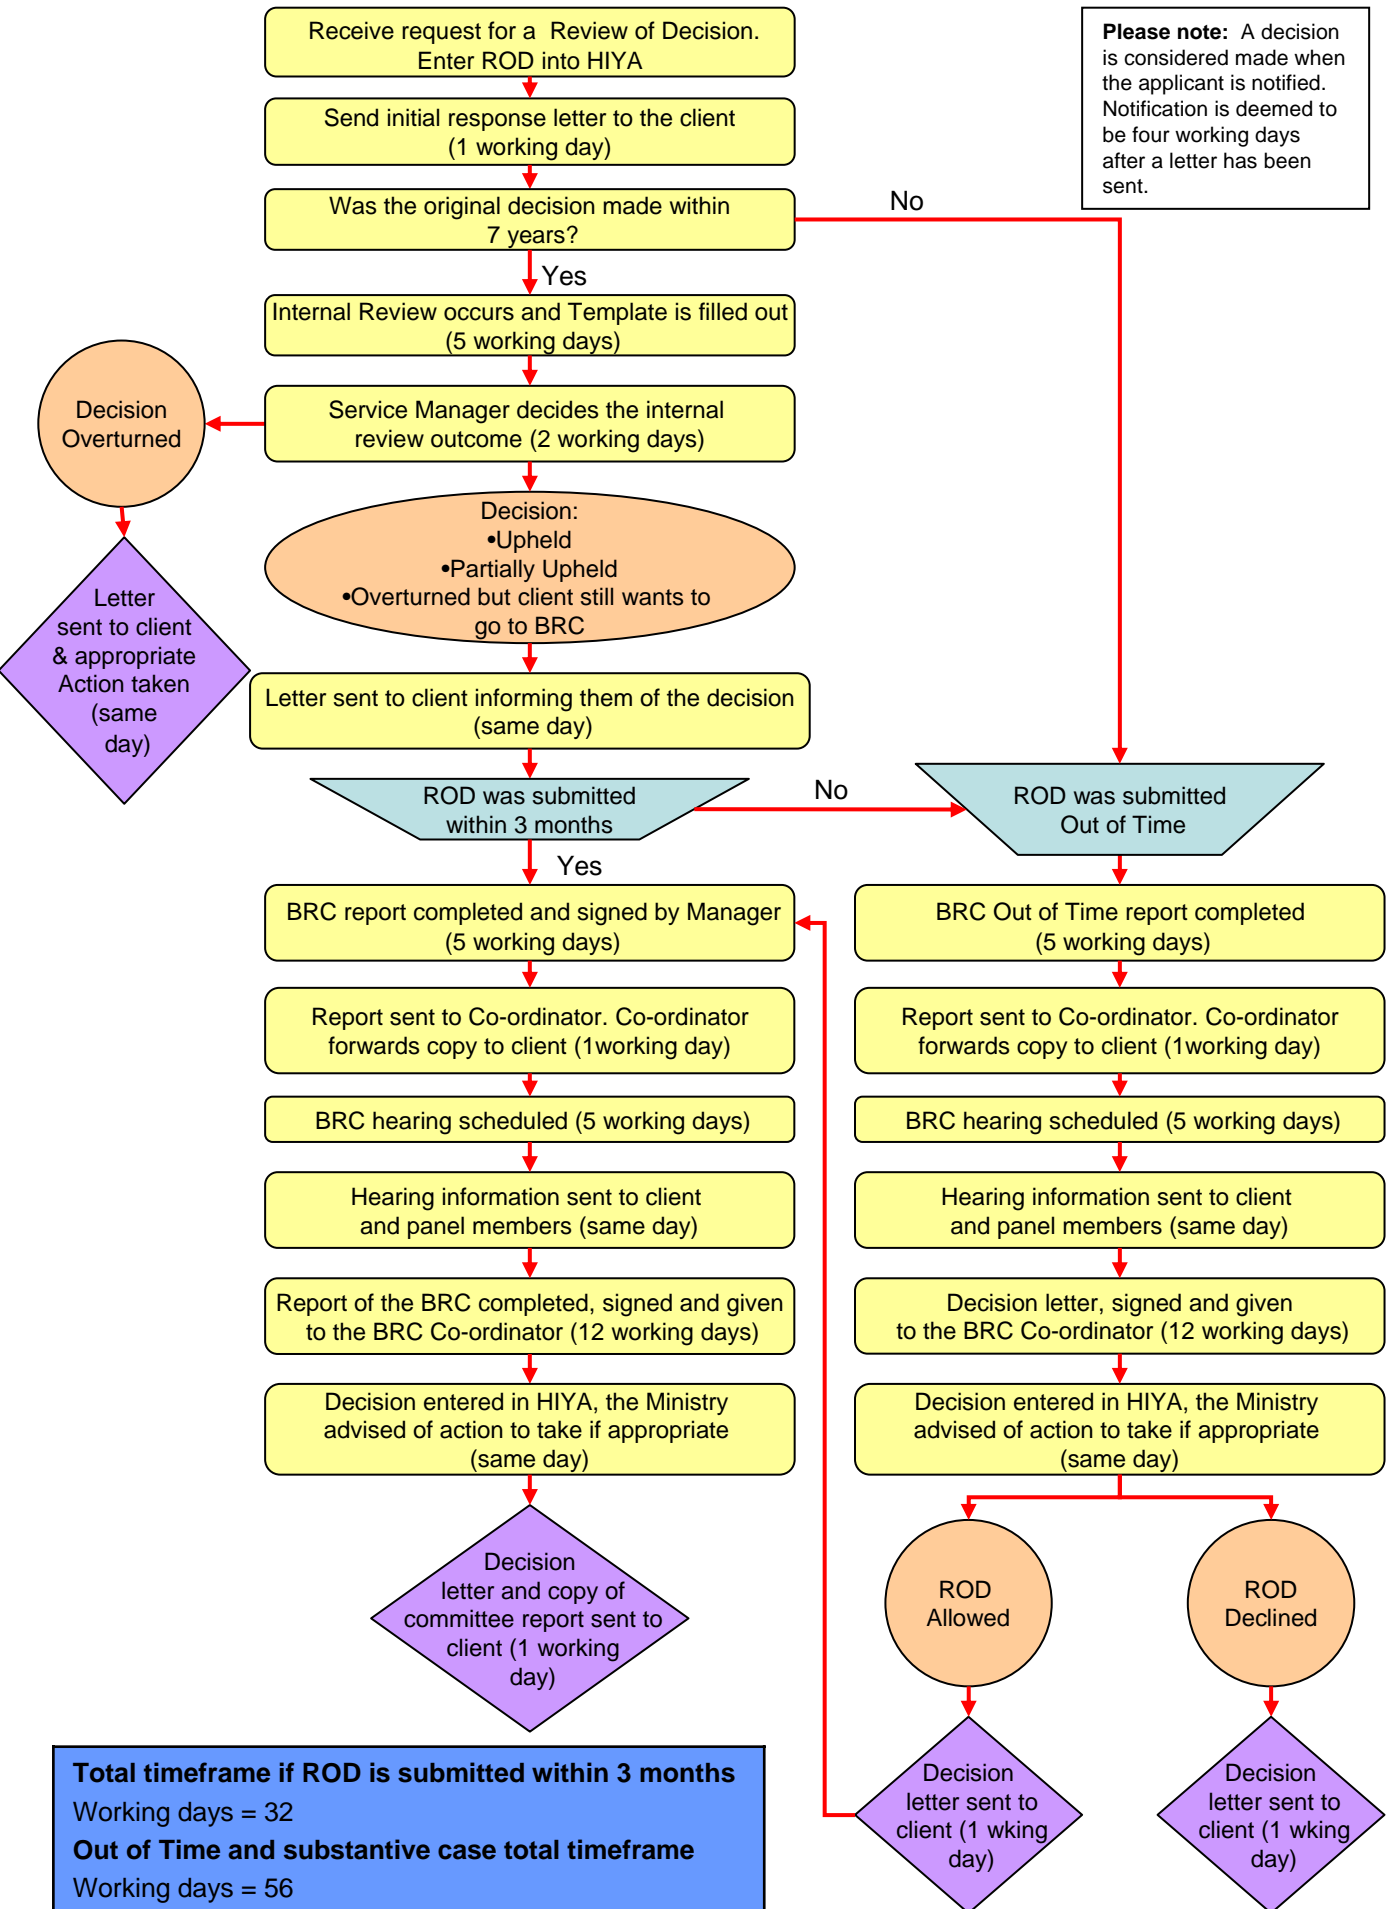 Receive request for a Review of Decision.
Enter ROD into HIYA
Please note: A decision
is considered made when
the applicant is notified.
Notification is deemed to
be four working days
after a letter has been
sent.
Send initial response letter to the client
(1 working day)
Was the original decision made within
7 years?
No
Yes
Internal Review occurs and Template is filled out
(5 working days)
Service Manager decides the internal
review outcome (2 working days)
Decision
Overturned
Letter
sent to client
& appropriate
Action taken
(same
day)
Decision:
•Upheld
•Partially Upheld
•Overturned but client still wants to
go to BRC
Letter sent to client informing them of the decision
(same day)
ROD was submitted
within 3 months
No
ROD was submitted
Out of Time
Yes
BRC report completed and signed by Manager
(5 working days)
Report sent to Co-ordinator. Co-ordinator
forwards copy to client (1working day)
BRC hearing scheduled (5 working days)
Hearing information sent to client
and panel members (same day)
Report of the BRC completed, signed and given
to the BRC Co-ordinator (12 working days)
Decision entered in HIYA, the Ministry
advised of action to take if appropriate
(same day)
Decision
letter and copy of
committee report sent to
client (1 working
day)
BRC Out of Time report completed
(5 working days)
Report sent to Co-ordinator. Co-ordinator
forwards copy to client (1working day)
BRC hearing scheduled (5 working days)
Hearing information sent to client
and panel members (same day)
Decision letter, signed and given
to the BRC Co-ordinator (12 working days)
Decision entered in HIYA, the Ministry
advised of action to take if appropriate
(same day)
ROD
Allowed
ROD
Declined
Decision
letter sent to
client (1 wking
day)
Decision
letter sent to
client (1 wking
day)
Total timeframe if ROD is submitted within 3 months
Working days = 32
Out of Time and substantive case total timeframe
Working days = 56